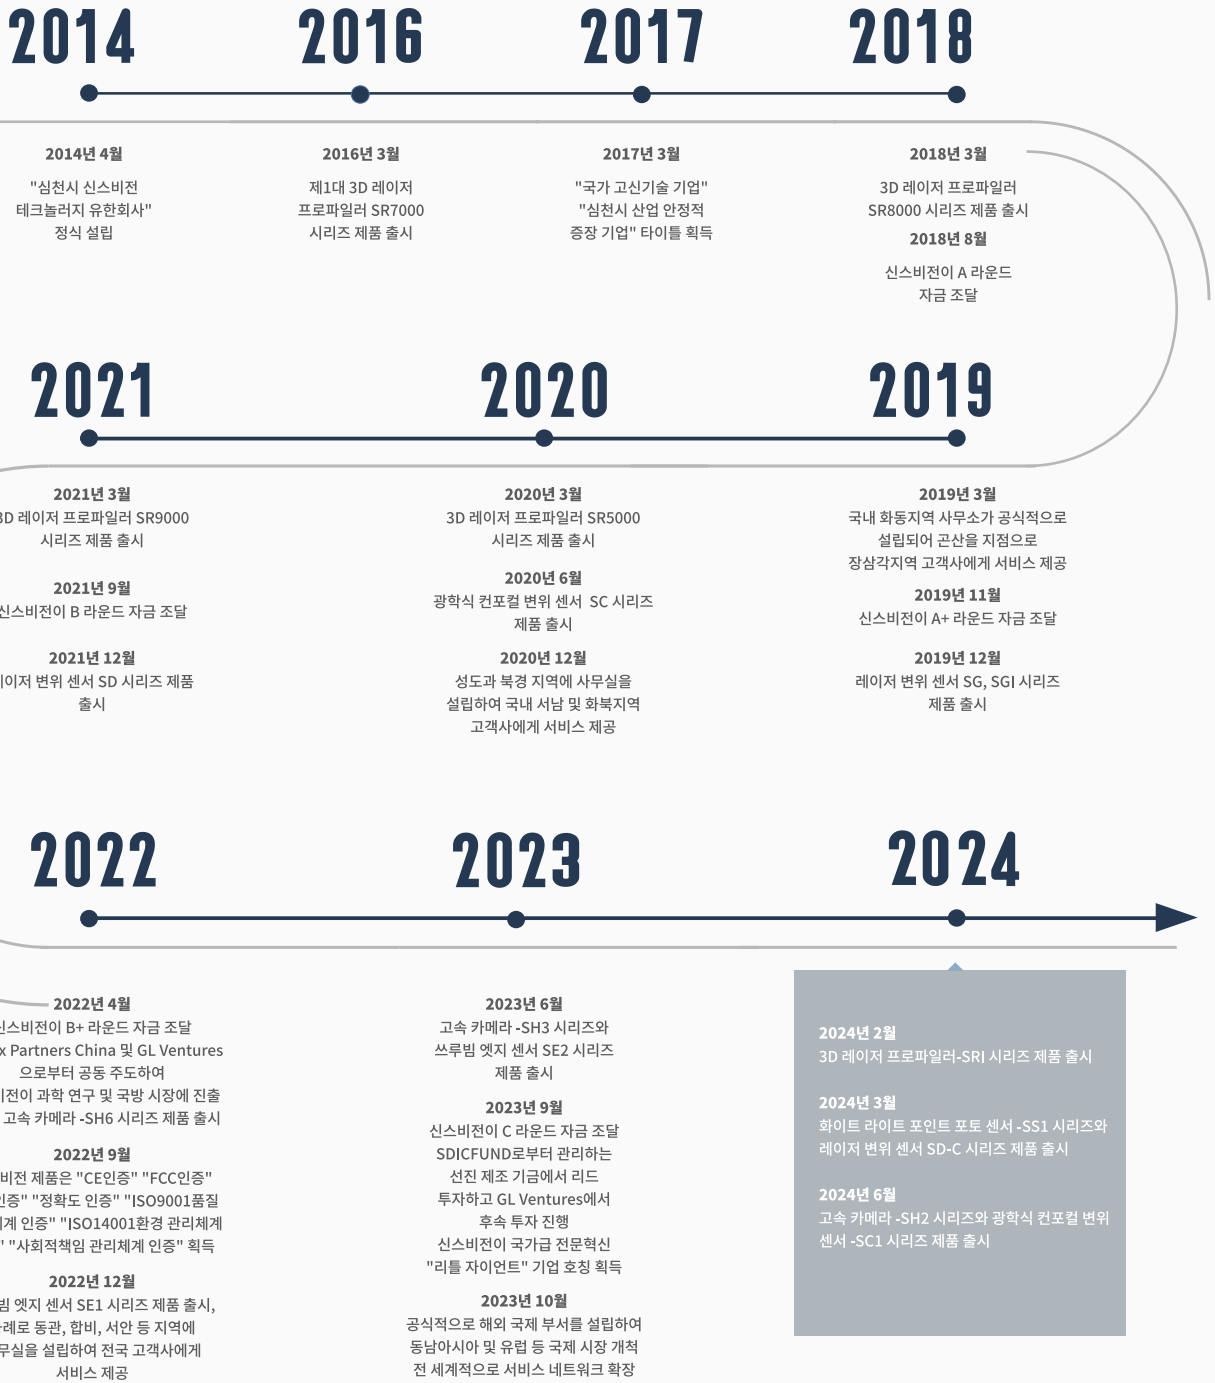 2014
2016
2017
2018
2014년 4월
"심천시 신스비전
테크놀러지 유한회사"
정식 설립
2016년 3월
제1대 3D 레이저
프로파일러 SR7000
시리즈 제품 출시
2017년 3월
"국가 고신기술 기업"
"심천시 산업 안정적
증장 기업" 타이틀 획득
2018년 3월
3D 레이저 프로파일러
SR8000 시리즈 제품 출시
2018년 8월
신스비전이 A 라운드
자금 조달
2021
2020
2019
2021년 3월
3D 레이저 프로파일러 SR9000
시리즈 제품 출시
2021년 9월
신스비전이 B 라운드 자금 조달
2021년 12월
변위 센서 SD 시리즈 제품
출시
2020년 3월
3D 레이저 프로파일러 SR5000
시리즈 제품 출시
2020년 6월
광학식 컨포컬 변위 센서 SC 시리즈
제품 출시
2020년 12월
성도과 북경 지역에 사무실을
설립하여 국내 서남 및 화북지역
고객사에게 서비스 제공
2019년 3월
국내 화동지역 사무소가 공식적으로
설립되어 곤산을 지점으로
장삼각지역 고객사에게 서비스 제공
2019년 11월
신스비전이 A+ 라운드 자금 조달
2019년 12월
레이저 변위 센서 SG, SGI 시리즈
제품 출시
2022
2023
2024
2022년 4월
신스비전이 B+ 라운드 자금 조달
x Partners China 및 GL Ventures
으로부터 공동 주도하여
비전이 과학 연구 및 국방 시장에 진출
고속 카메라 -SH6 시리즈 제품 출시
2022년 9월
비전 제품은 "CE인증" "FCC인증"
인증" "정확도 인증" "ISO9001품질
계 인증" "ISO14001환경 관리체계
" "사회적책임 관리체계 인증" 획득
2022년 12월
빔 엣지 센서 SE1 시리즈 제품 출시,
례로 동관, 합비, 서안 등 지역에
무실을 설립하여 전국 고객사에게
서비스 제공
2023년 6월
고속 카메라 -SH3 시리즈와
쓰루빔 엣지 센서 SE2 시리즈
제품 출시
2023년 9월
신스비전이 C 라운드 자금 조달
SDICFUND로부터 관리하는
선진 제조 기금에서 리드
투자하고 GL Ventures에서
후속 투자 진행
신스비전이 국가급 전문혁신
"리틀 자이언트" 기업 호칭 획득
2023년 10월
공식적으로 해외 국제 부서를 설립하여
동남아시아 및 유럽 등 국제 시장 개척
전 세계적으로 서비스 네트워크 확장
2024년 2월
3D 레이저 프로파일러-SRI 시리즈 제품 출시
2024년 3월
화이트 라이트 포인트 포토 센서 -SS1 시리즈와
레이저 변위 센서 SD-C 시리즈 제품 출시
2024년 6월
고속 카메라 -SH2 시리즈와 광학식 컨포컬 변위
센서 -SC1 시리즈 제품 출시